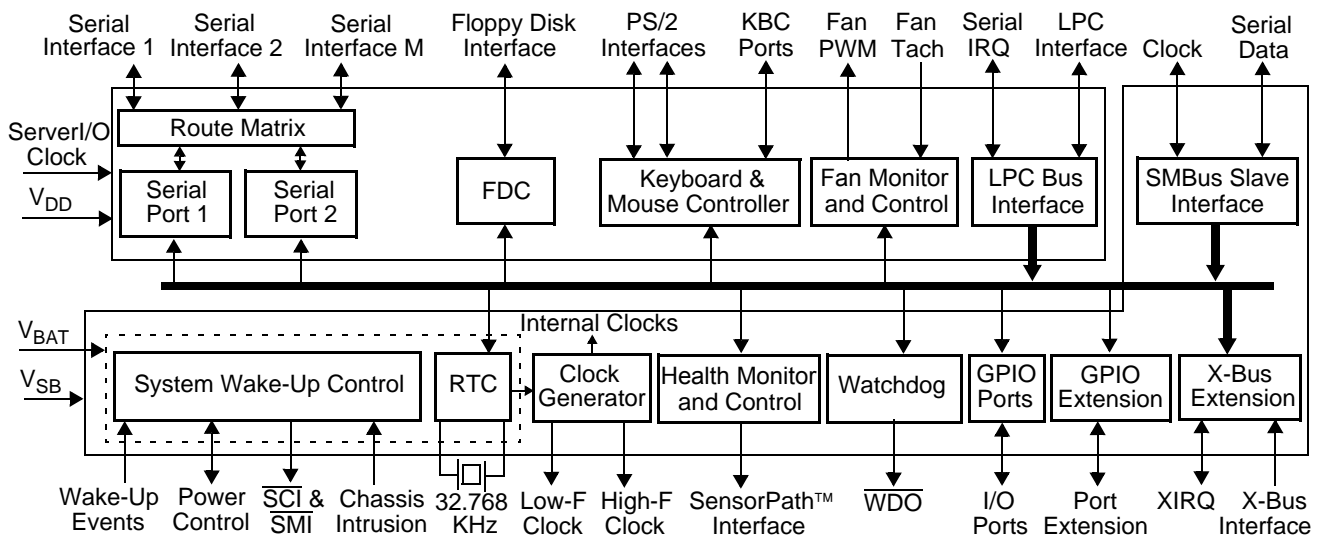 Serial
Interface 1
Serial
Interface 2
Serial
Interface M
Floppy Disk
Interface
PS/2
Interfaces
KBC
Ports
Fan
PWM
Fan
Tach
Serial
IRQ
LPC
Interface
Clock
Serial
Data
ServerI/O
Clock
VDD
Route Matrix
Serial
Port 1
Serial
Port 2
FDC
Keyboard &
Mouse Controller
Fan Monitor
and Control
LPC Bus
Interface
SMBus Slave
Interface
VBAT
VSB
Internal Clocks
System Wake-Up Control
RTC
Clock
Generator
Health Monitor
and Control
Watchdog
GPIO
Ports
GPIO
Extension
X-Bus
Extension
Wake-Up
Events
Power
Control
SCI &
SMI
Chassis
Intrusion
32.768
KHz
Low-F
Clock
High-F
Clock
SensorPath™
Interface
WDO
I/O
Ports
Port
Extension
XIRQ
X-Bus
Interface